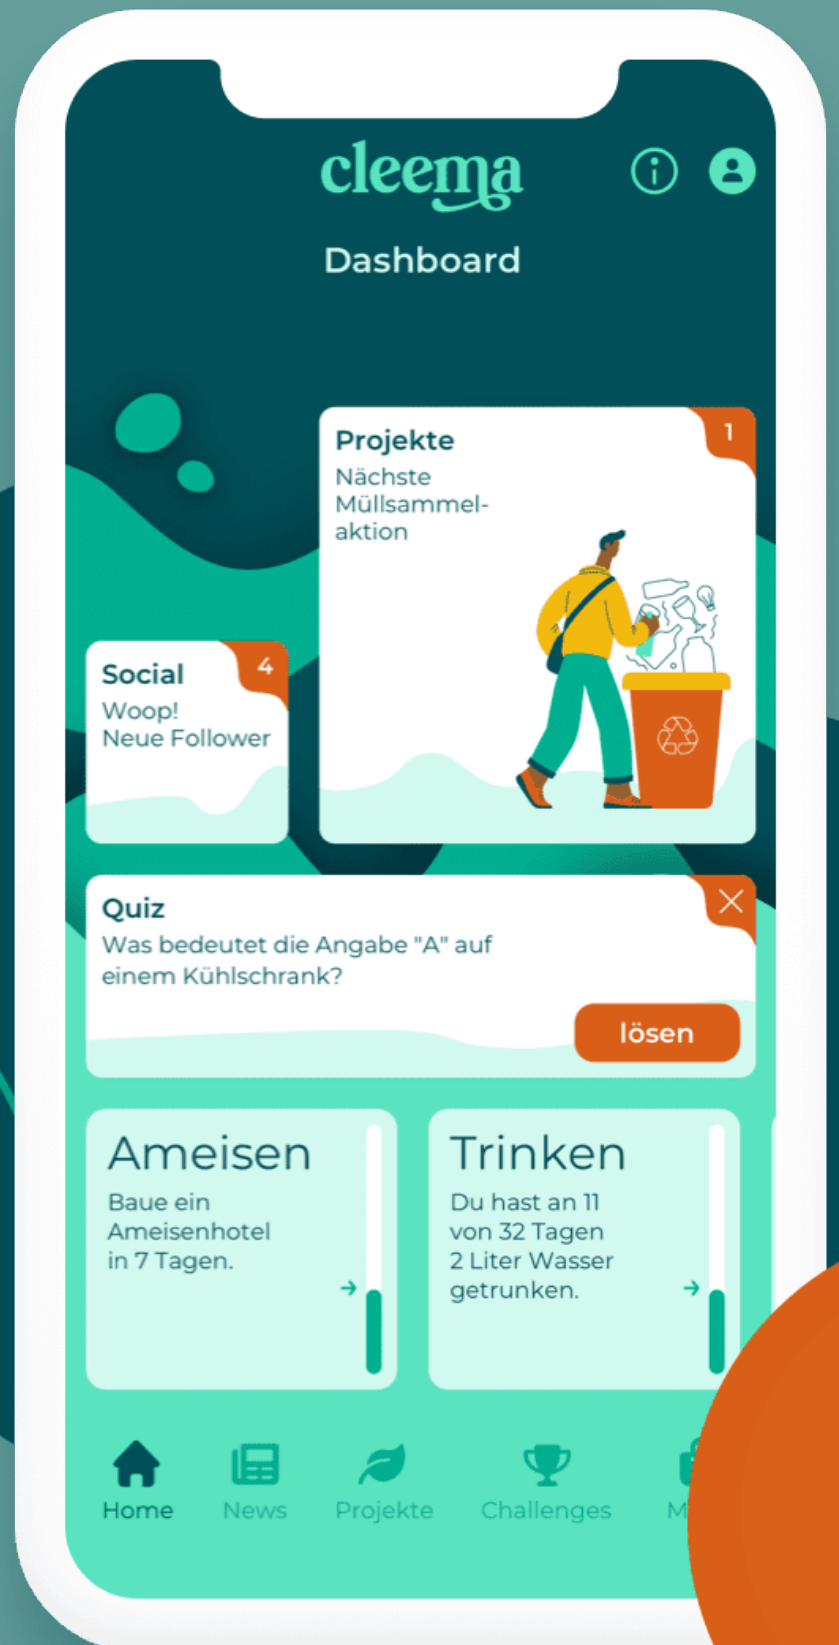 cleema
Dashboard
Projekte
1
Nächste
Müllsammel-
aktion
Social
4
Woop!
Neue Follower
Quiz
Was bedeutet die Angabe "A" auf
einem Kühlschrank?
lösen
Ameisen
Baue ein
Ameisenhotel
in 7 Tagen.
Trinken
Du hast an 11
von 32 Tagen
2 Liter Wasser
getrunken.
Home
News
Projekte
Challenges